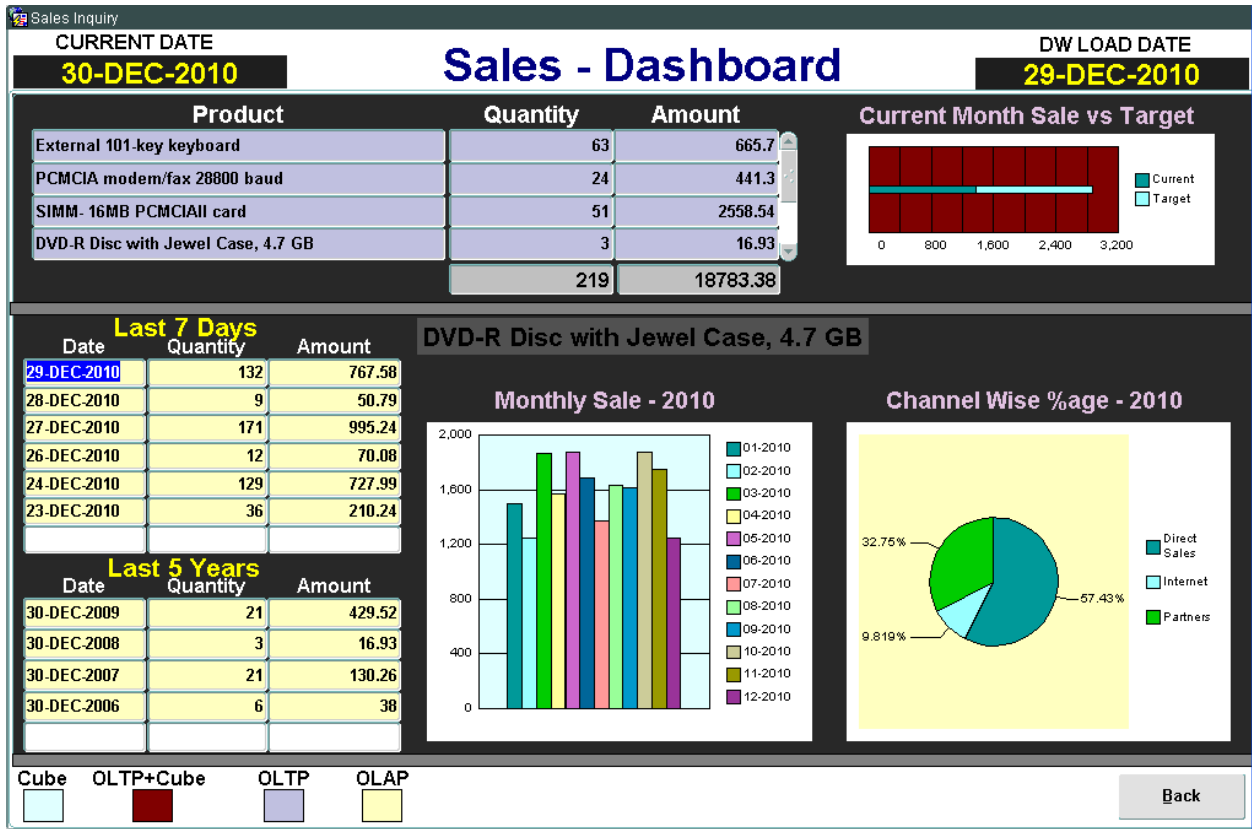 Sales Inquiry
CURRENT DATE
30-DEC-2010
Sales - Dashboard
DW LOAD DATE
29-DEC-2010
Product Quantity Amount
External 101-key keyboard 63 665.7
PCMCIA modem/fax 28800 baud 24 441.3
SIMM- 16MB PCMCIAII card 51 2558.54
DVD-R Disc with Jewel Case, 4.7 GB 3 16.93
219 18783.38
Current Month Sale vs Target
Current
Target
0 800 1,600 2,400 3,200
Last 7 Days
Date Quantity Amount
29-DEC-2010 132 767.58
28-DEC-2010 9 50.79
27-DEC-2010 171 995.24
26-DEC-2010 12 70.08
24-DEC-2010 129 727.99
23-DEC-2010 36 210.24
Last 5 Years
Date Quantity Amount
30-DEC-2009 21 429.52
30-DEC-2008 3 16.93
30-DEC-2007 21 130.26
30-DEC-2006 6 38
DVD-R Disc with Jewel Case, 4.7 GB
Monthly Sale - 2010
2,000
1,600
1,200
800
400
0
01-2010
02-2010
03-2010
04-2010
05-2010
06-2010
07-2010
08-2010
09-2010
10-2010
11-2010
12-2010
Channel Wise %age - 2010
32.75%
57.43%
9.819%
Direct
Sales
Internet
Partners
Cube OLTP+Cube OLTP OLAP
Back